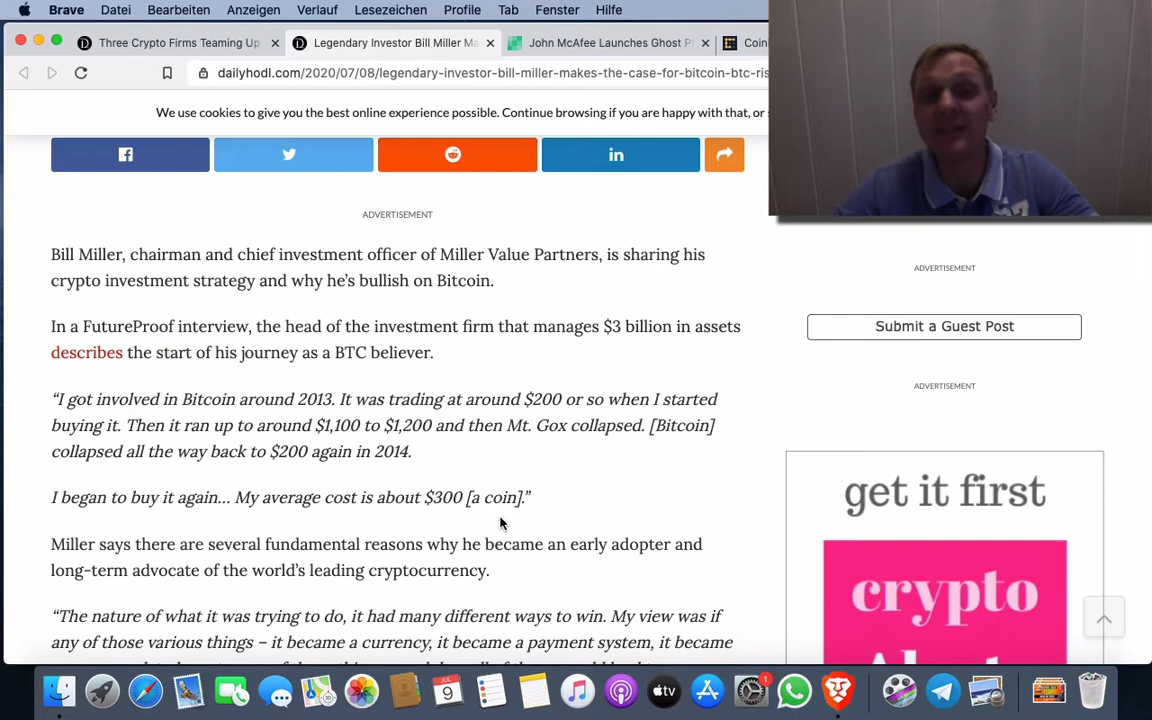 Brave Datei Bearbeiten Anzeigen Verlauf Lesezeichen Profile Tab Fenster Hilfe
Three Crypto Firms Teaming Up
Legendary Investor Bill Miller Ma
John McAfee Launches Ghost P
Coin
dailyhodl.com/2020/07/08/legendary-investor-bill-miller-makes-the-case-for-bitcoin-btc-ris
We use cookies to give you the best online experience possible. Continue browsing if you are happy with that, or
ADVERTISEMENT
Bill Miller, chairman and chief investment officer of Miller Value Partners, is sharing his
crypto investment strategy and why he's bullish on Bitcoin.
In a FutureProof interview, the head of the investment firm that manages $3 billion in assets
describes the start of his journey as a BTC believer.
“I got involved in Bitcoin around 2013. It was trading at around $200 or so when I started
buying it. Then it ran up to around $1,100 to $1,200 and then Mt. Gox collapsed. [Bitcoin]
collapsed all the way back to $200 again in 2014.
I began to buy it again… My average cost is about $300 [a coin].”
Miller says there are several fundamental reasons why he became an early adopter and
long-term advocate of the world's leading cryptocurrency.
“The nature of what it was trying to do, it had many different ways to win. My view was if
any of those various things – it became a currency, it became a payment system, it became
ADVERTISEMENT
Submit a Guest Post
ADVERTISEMENT
get it first
crypto
JUL
9
tv
1